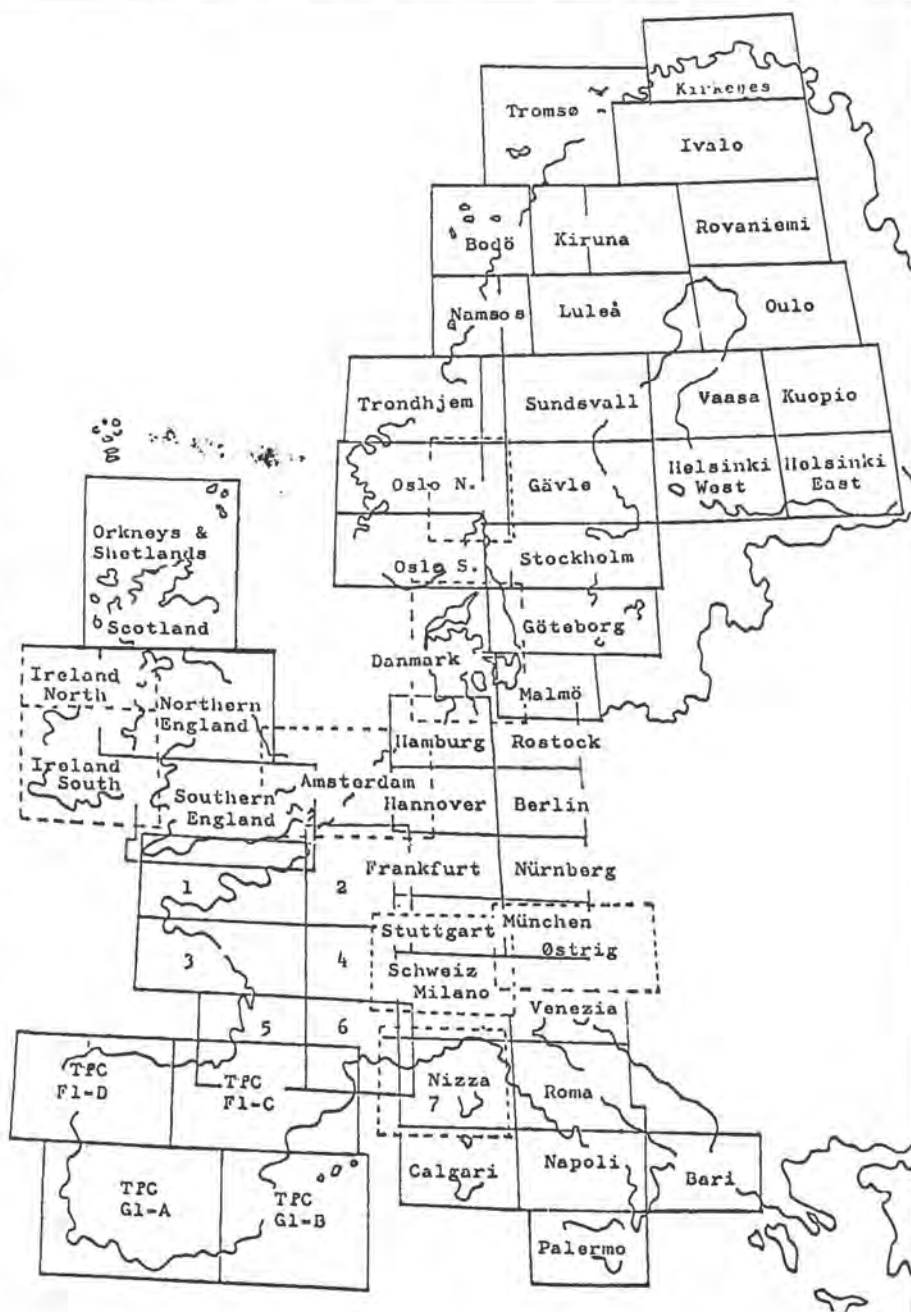 Kirkenes
Tromsø
Ivalo
Rovaniemi
Bodö
Kiruna
Namsos
Luleå
Oulo
Trondhjem
Sundsvall
Vaasa
Kuopio
Oslo N.
Gävle
Helsinki
West
Helsinki
East
Orkneys &
Shetlands
Scotland
Oslo S.
Stockholm
Göteborg
Danmark
Malmö
Ireland
North
Northern
England
Hamburg
Rostock
Ireland
South
Southern
England
Amsterdam
Hannover
Berlin
1
2
Frankfurt
Nürnberg
3
4
Stuttgart
München
Østrig
Schweiz
Milano
Venezia
5
6
TPC
F1-D
TPC
F1-C
Nizza
7
Roma
Calgari
Napoli
Bari
TPC
G1-A
TPC
G1-B
Palermo